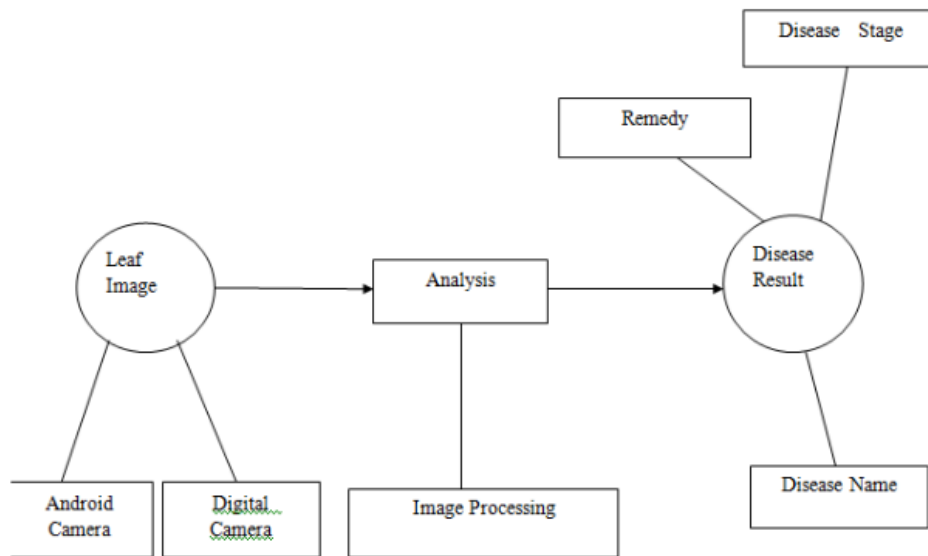 Disease Stage
Remedy
Leaf
Image
Analysis
Disease
Result
Android
Camera
Digital
Camera
Image Processing
Disease Name